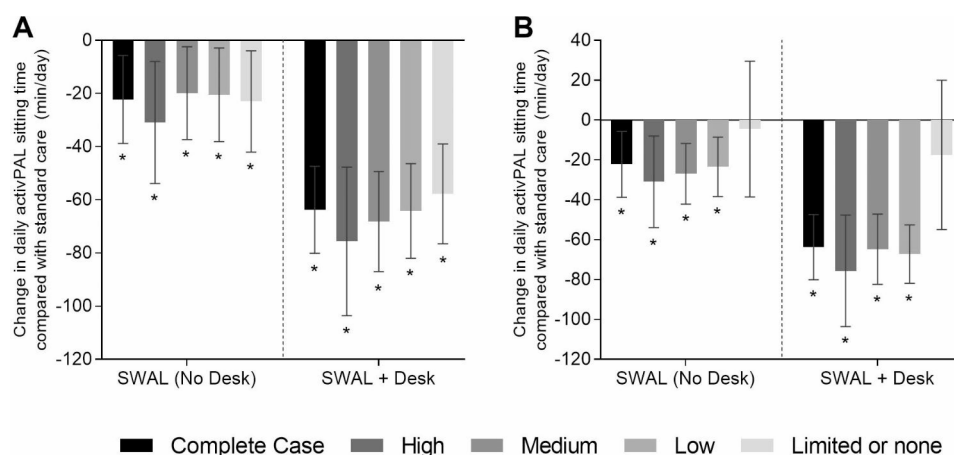 A
B
Change in daily activPAL sitting time
compared with standard care (min/day)
0
-20
-40
-60
-80
-100
-120
* * * * *
* * * * *
SWAL (No Desk) SWAL + Desk
Change in daily activPAL sitting time
compared with standard care (min/day)
40
20
0
-20
-40
-60
-80
-100
-120
* * * *
* * * *
SWAL (No Desk) SWAL + Desk
Complete Case High Medium Low Limited or none